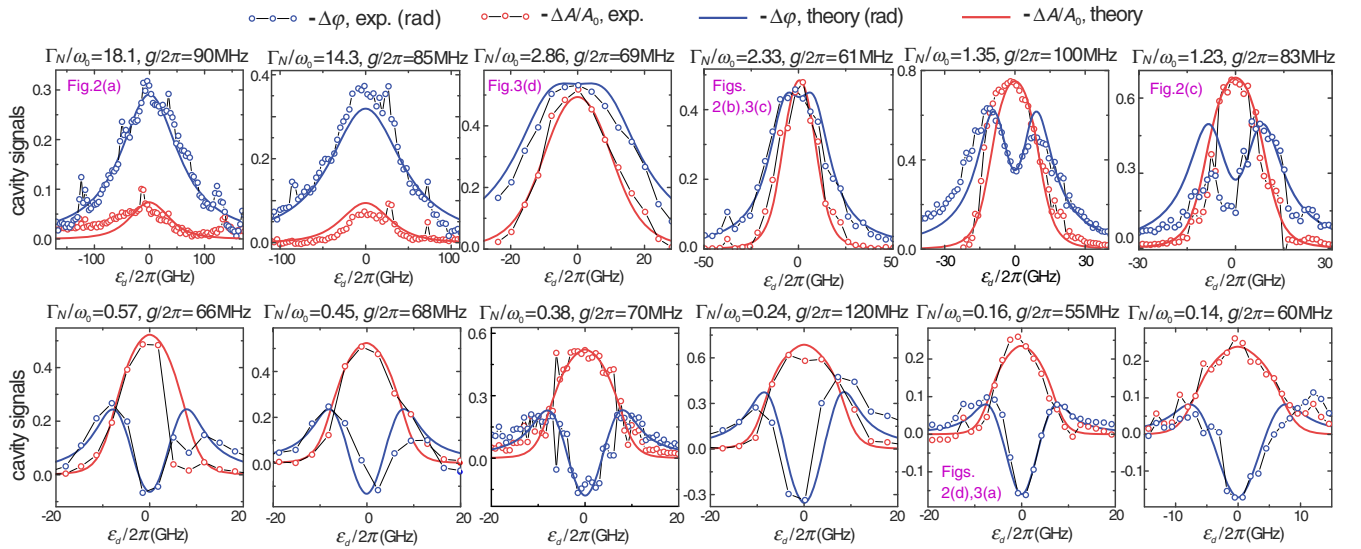 -Δφ, exp. (rad) -ΔA/A₀, exp. -Δφ, theory (rad) -ΔA/A₀, theory
Γ_N/ω₀=18.1, g/2π=90MHz Γ_N/ω₀=14.3, g/2π=85MHz Γ_N/ω₀=2.86, g/2π=69MHz Γ_N/ω₀=2.33, g/2π=61MHz Γ_N/ω₀=1.35, g/2π=100MHz Γ_N/ω₀=1.23, g/2π=83MHz
cavity signals
Fig.2(a)
0.3
0.2
0.1
0.0
-100 0 100
ε_d/2π(GHz)
0.4
0.2
0.0
-100 0 100
ε_d/2π(GHz)
Fig.3(d)
0.4
0.2
0.0
-20 0 20
ε_d/2π(GHz)
Figs.
2(b),3(c)
0.4
0.2
0.0
-50 -25 0 25 50
ε_d/2π(GHz)
0.8
0.4
0.0
-30 0 30
ε_d/2π(GHz)
Fig.2(c)
0.6
0.3
0.0
-30 0 30
ε_d/2π(GHz)
Γ_N/ω₀=0.57, g/2π=66MHz Γ_N/ω₀=0.45, g/2π=68MHz Γ_N/ω₀=0.38, g/2π=70MHz Γ_N/ω₀=0.24, g/2π=120MHz Γ_N/ω₀=0.16, g/2π=55MHz Γ_N/ω₀=0.14, g/2π=60MHz
cavity signals
0.4
0.2
0.0
-20 0 20
ε_d/2π(GHz)
0.6
0.4
0.2
0.0
-20 0 20
ε_d/2π(GHz)
0.6
0.3
0.0
-20 0 20
ε_d/2π(GHz)
0.6
0.3
0.0
-0.3
-20 0 20
ε_d/2π(GHz)
0.2
0.1
0.0
-0.1
Figs.
2(d),3(a)
-20 -10 0 10 20
ε_d/2π(GHz)
0.2
0.1
0.0
-0.1
-10 0 10
ε_d/2π(GHz)